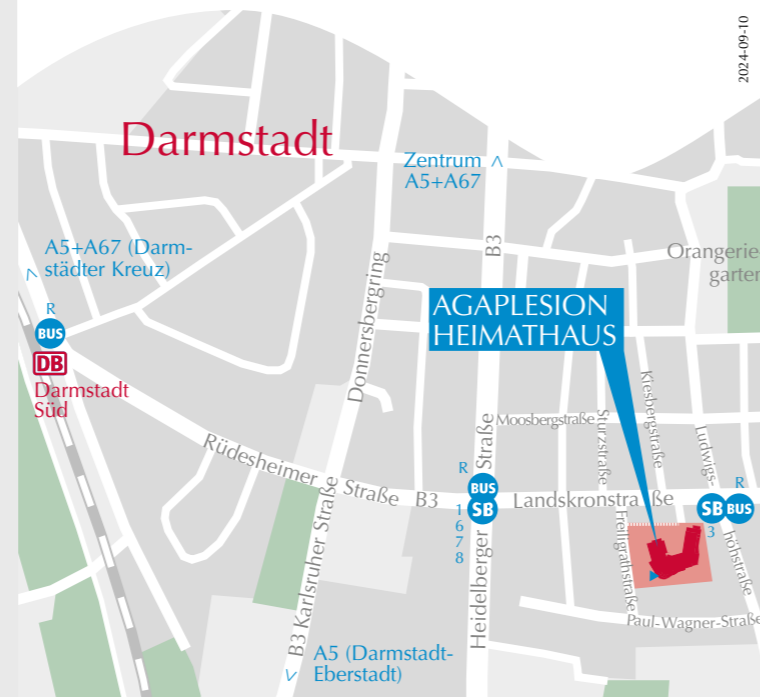 2024-09-10
Darmstadt
Zentrum ^
A5+A67
A5+A67 (Darm-
< städter Kreuz)
B3
Orangerie-
garten
Donnersbergring
AGAPLESION
HEIMATHAUS
R
BUS
DB
Darmstadt
Süd
Kiesbergstraße
Moosbergstraße
Sturzstraße
Ludwigs-
höhstraße
Rüdesheimer Straße B3
Heidelberger Straße
R
BUS
SB
1
6
7
8
Landskronstraße
R
SB BUS
3
Freiligrathstraße
B3 Karlsruher Straße
Paul-Wagner-Straße
A5 (Darmstadt-
< Eberstadt)